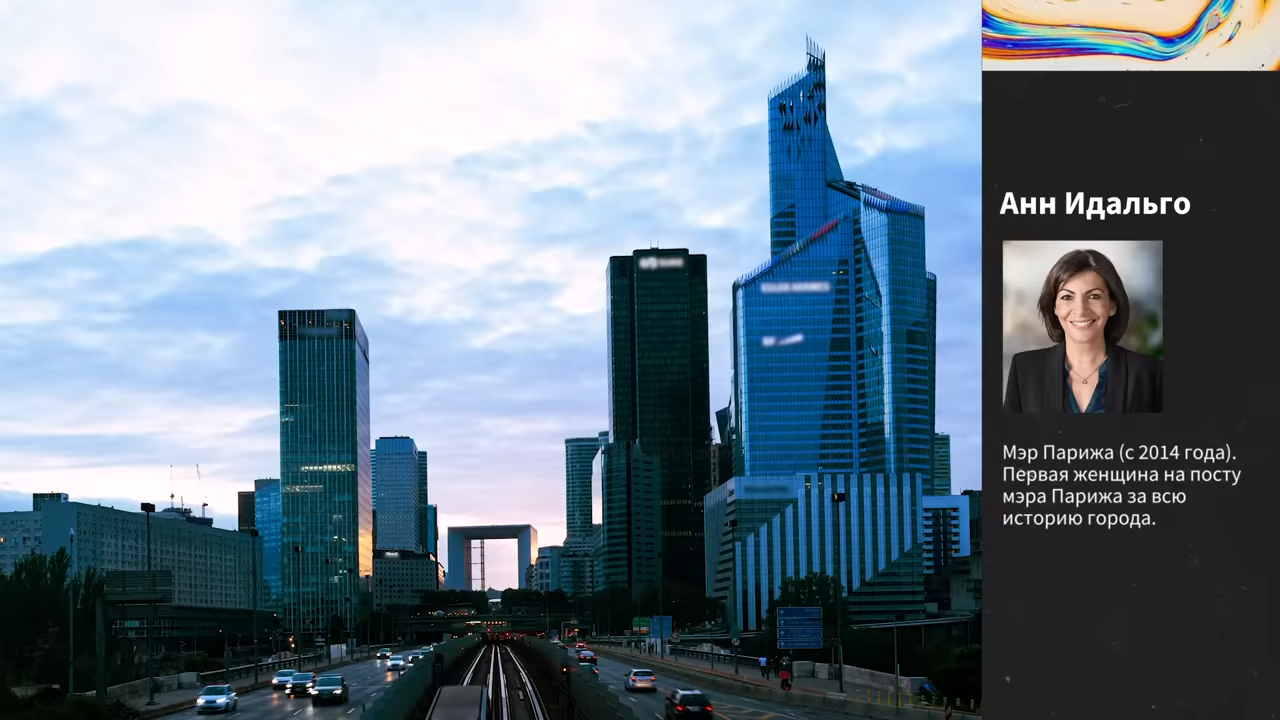 Анн Идальго
Мэр Парижа (с 2014 года).
Первая женщина на посту
мэра Парижа за всю
историю города.